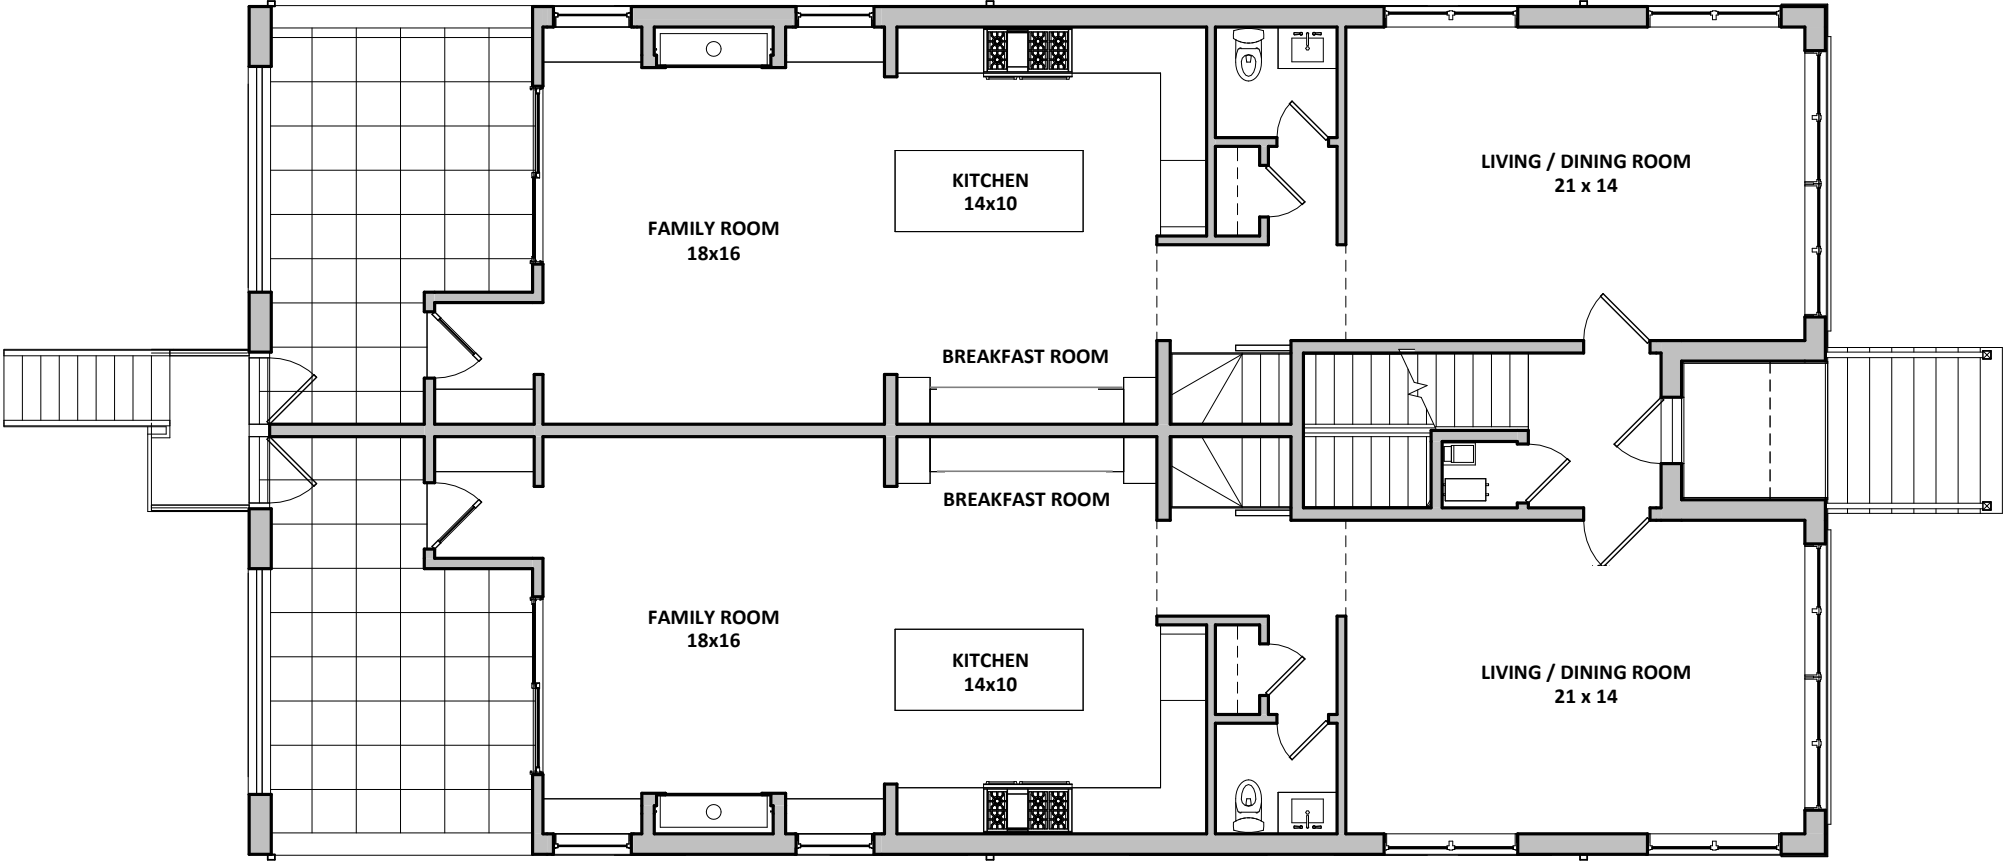 KITCHEN
14x10
LIVING / DINING ROOM
21 x 14
FAMILY ROOM
18x16
BREAKFAST ROOM
BREAKFAST ROOM
FAMILY ROOM
18x16
KITCHEN
14x10
LIVING / DINING ROOM
21 x 14